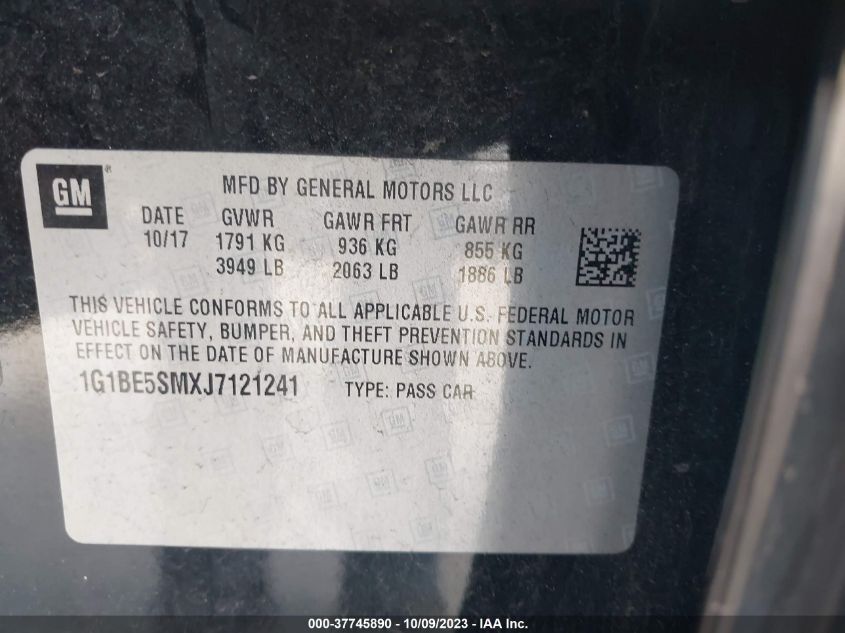 GM
MFD BY GENERAL MOTORS LLC
DATE GVWR GAWR FRT GAWR RR
10/17 1791 KG 936 KG 855 KG
3949 LB 2063 LB 1886 LB
THIS VEHICLE CONFORMS TO ALL APPLICABLE U.S. FEDERAL MOTOR
VEHICLE SAFETY, BUMPER, AND THEFT PREVENTION STANDARDS IN
EFFECT ON THE DATE OF MANUFACTURE SHOWN ABOVE.
1G1BE5SMXJ7121241 TYPE: PASS CAR
000-37745890 - 10/09/2023 - IAA, Inc.